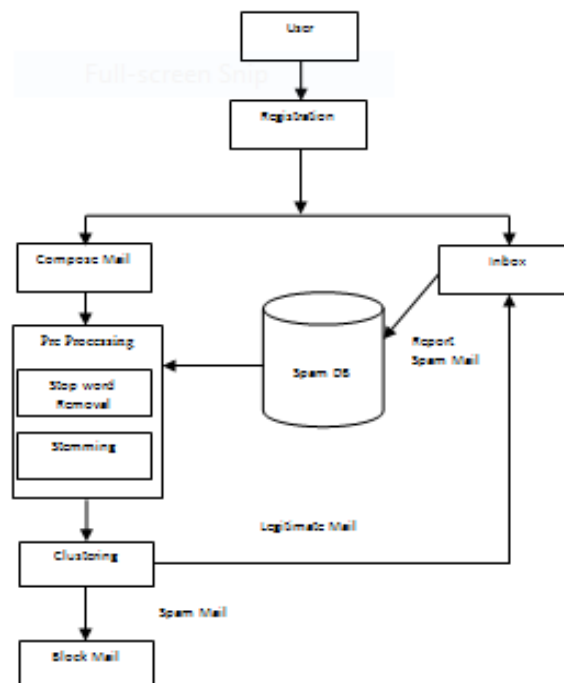 User
Full-screen Snip
Registration
Compose Mail
Inbox
Pre Processing
Report
Spam Mail
Spam DB
Stop word
Removal
Stemming
Legitimate Mail
Clustering
Spam Mail
Block Mail